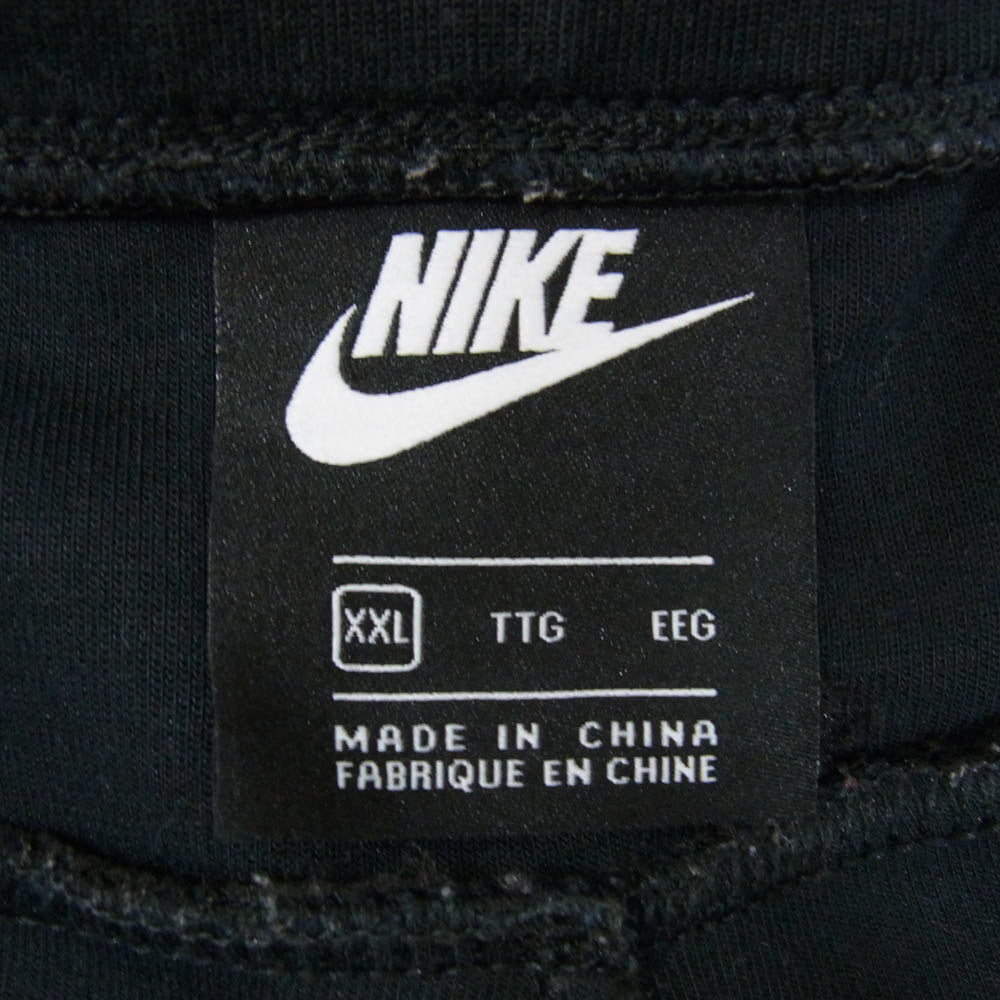 NIKE
XXL TTG EEG
MADE IN CHINA
FABRIQUE EN CHINE